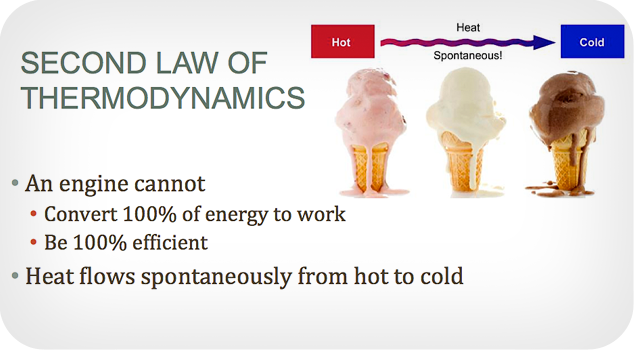 Hot
Heat
Spontaneous!
Cold
SECOND LAW OF
THERMODYNAMICS
• An engine cannot
• Convert 100% of energy to work
• Be 100% efficient
• Heat flows spontaneously from hot to cold